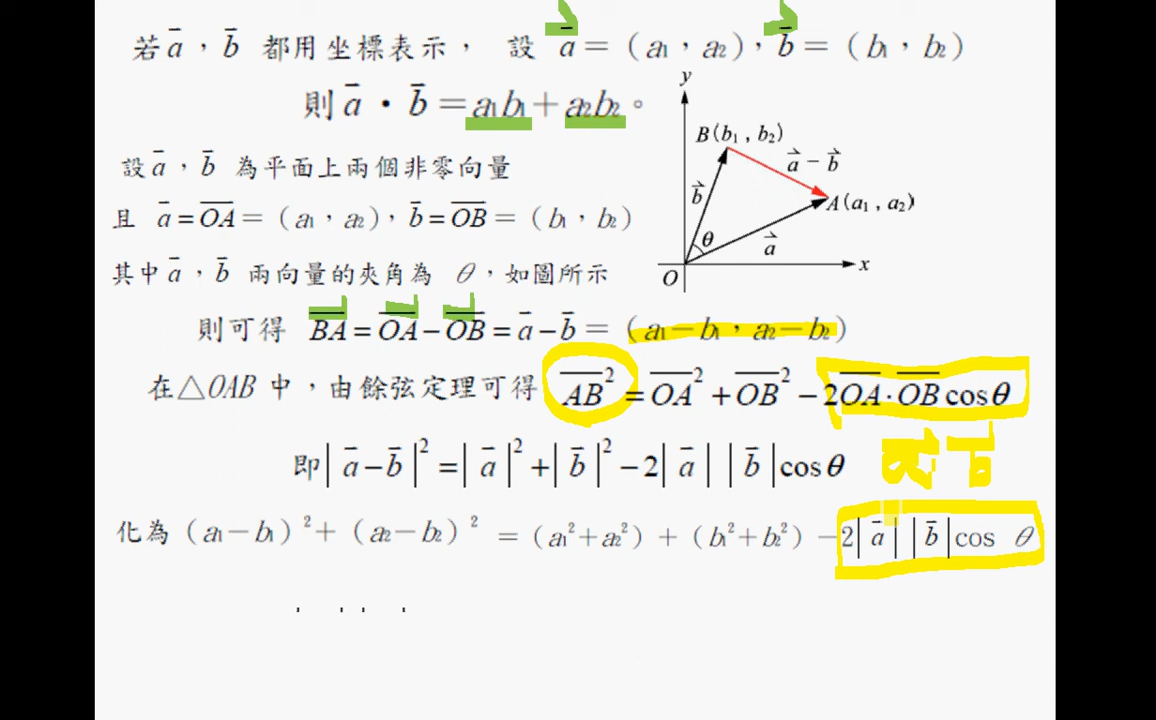 若 a⃗，b⃗ 都用坐標表示， 設 a⃗ =（a₁，a₂），b⃗ =（b₁，b₂）
則 a⃗・b⃗ = a₁b₁ + a₂b₂。
設 a⃗，b⃗ 為平面上兩個非零向量
且 a⃗ = OA =（a₁，a₂），b⃗ = OB =（b₁，b₂）
其中 a⃗，b⃗ 兩向量的夾角為 θ，如圖所示
y
B(b₁ , b₂)
a⃗ − b⃗
b⃗
A(a₁ , a₂)
θ
a⃗
O
x
則可得 BA = OA − OB = a⃗ − b⃗ =（a₁ − b₁，a₂ − b₂）
在△OAB 中，由餘弦定理可得 AB² = OA² + OB² − 2OA · OB cos θ
a⃗ · b⃗
即 | a⃗ − b⃗ |² = | a⃗ |² + | b⃗ |² − 2| a⃗ | | b⃗ | cos θ
化為（a₁ − b₁）² +（a₂ − b₂）² =（a₁² + a₂²）+（b₁² + b₂²）− 2| a⃗ | | b⃗ | cos θ